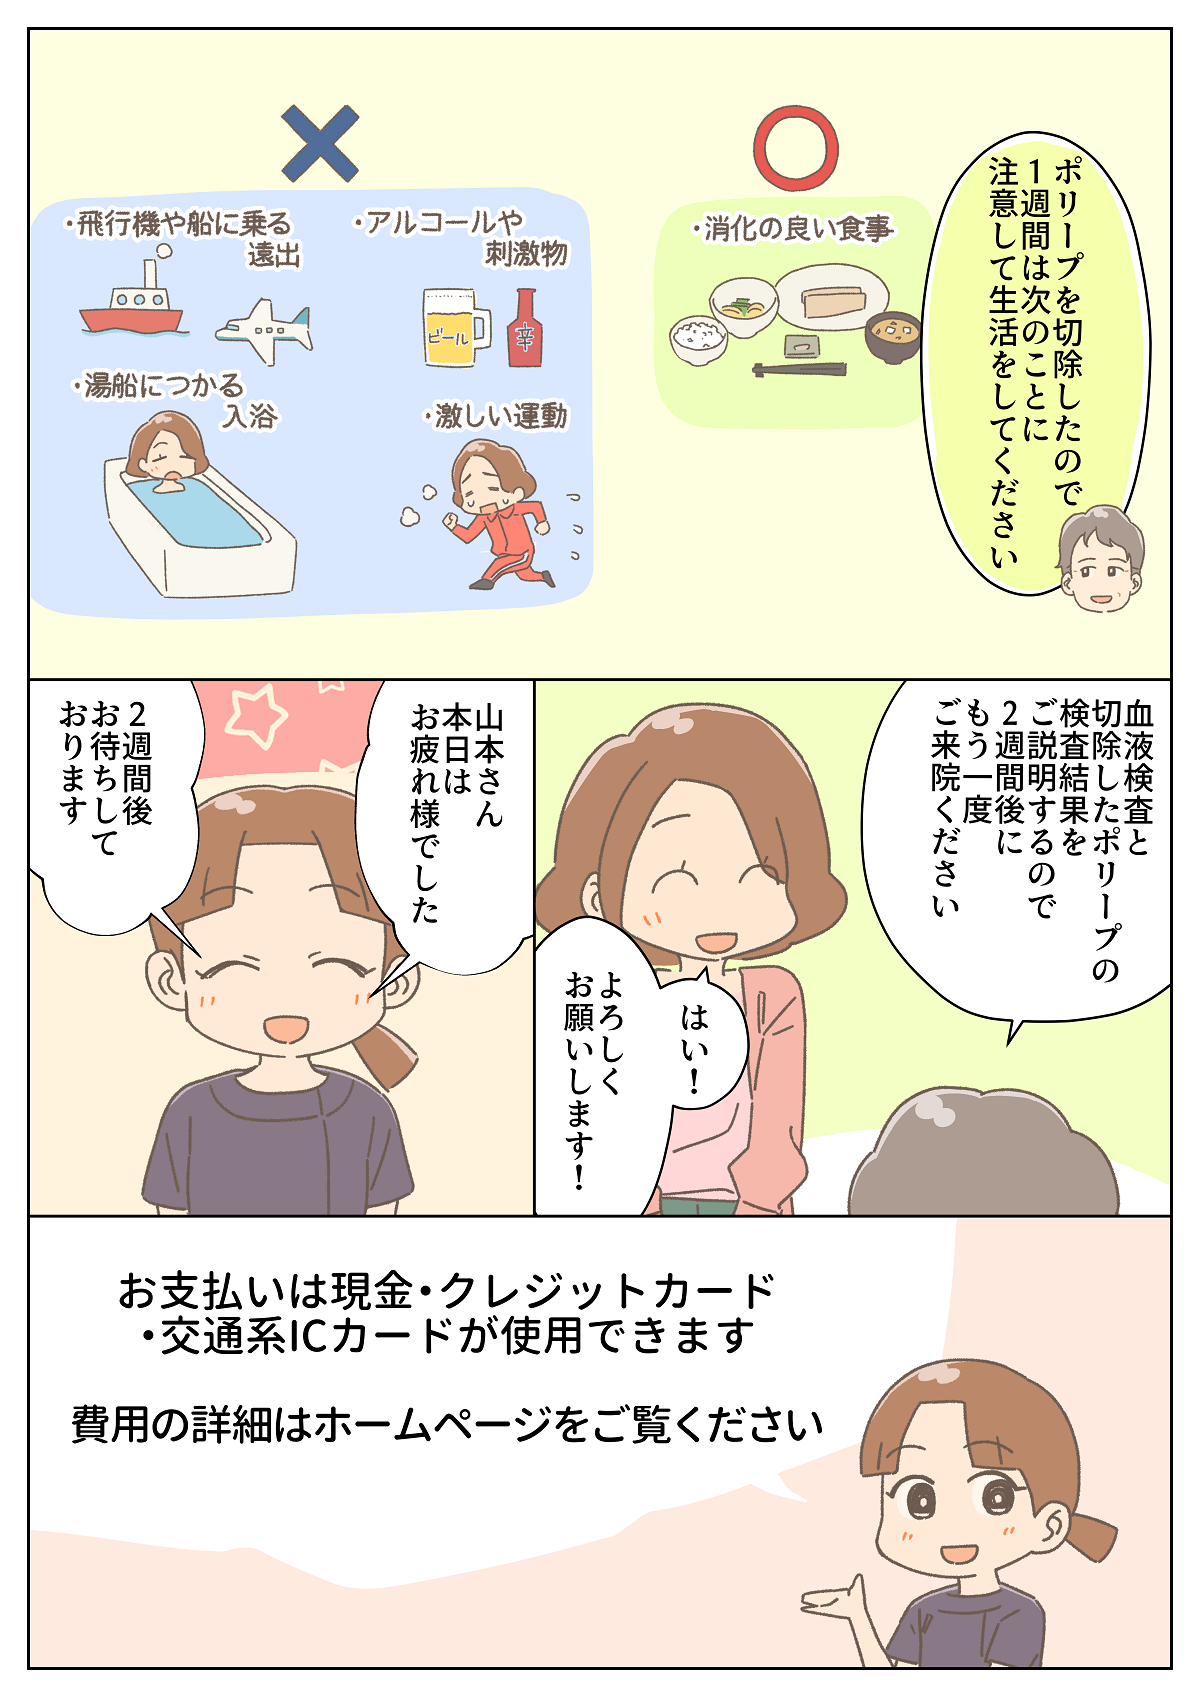 ポリープを切除したので
1週間は次のことに
注意して生活をしてください
・消化の良い食事
・アルコールや
刺激物
ビール
辛
・激しい運動
・飛行機や船に乗る
遠出
・湯船につかる
入浴
血液検査と
切除したポリープの
検査結果を
ご説明するので
2週間後に
もう一度
ご来院ください
はい！
よろしく
お願いします！
山本さん
本日は
お疲れ様でした
2週間後
お待ちして
おります
お支払いは現金・クレジットカード
・交通系ICカードが使用できます
費用の詳細はホームページをご覧ください